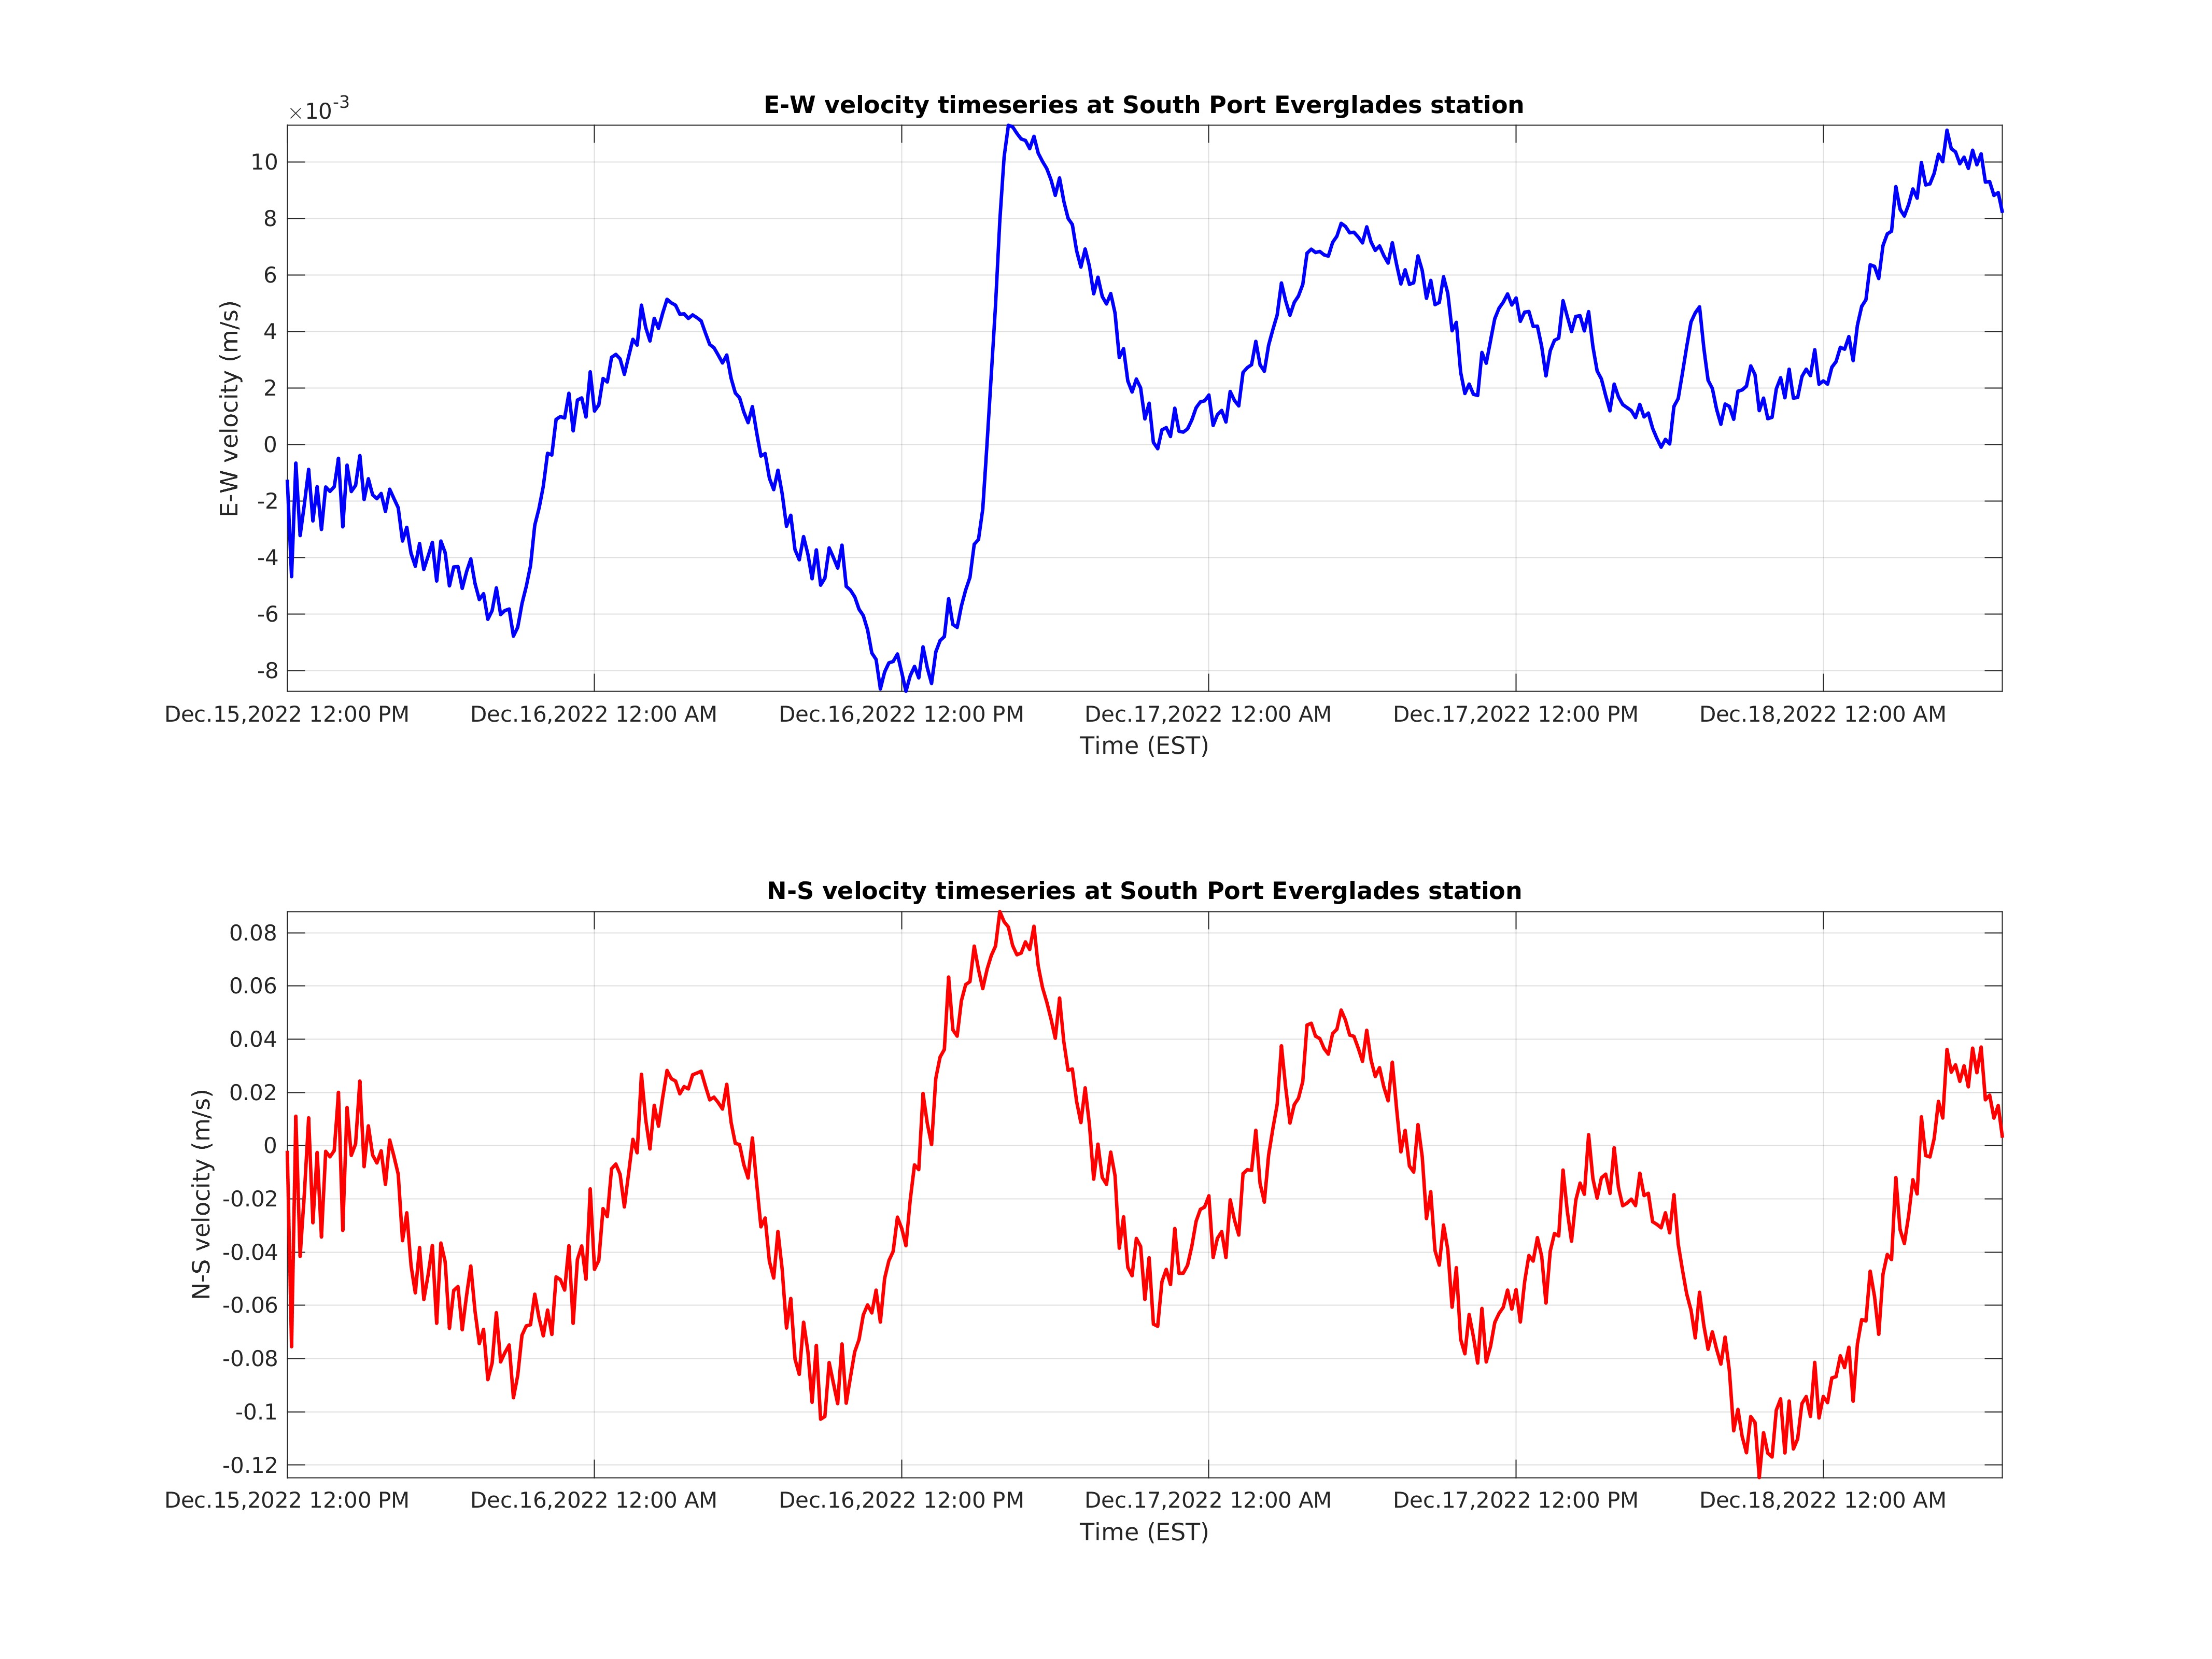 E-W velocity timeseries at South Port Everglades station
×10-3
10
8
6
4
2
0
-2
-4
-6
-8
E-W velocity (m/s)
Dec.15,2022 12:00 PM Dec.16,2022 12:00 AM Dec.16,2022 12:00 PM Dec.17,2022 12:00 AM Dec.17,2022 12:00 PM Dec.18,2022 12:00 AM
Time (EST)
N-S velocity timeseries at South Port Everglades station
0.08
0.06
0.04
0.02
0
-0.02
-0.04
-0.06
-0.08
-0.1
-0.12
N-S velocity (m/s)
Dec.15,2022 12:00 PM Dec.16,2022 12:00 AM Dec.16,2022 12:00 PM Dec.17,2022 12:00 AM Dec.17,2022 12:00 PM Dec.18,2022 12:00 AM
Time (EST)